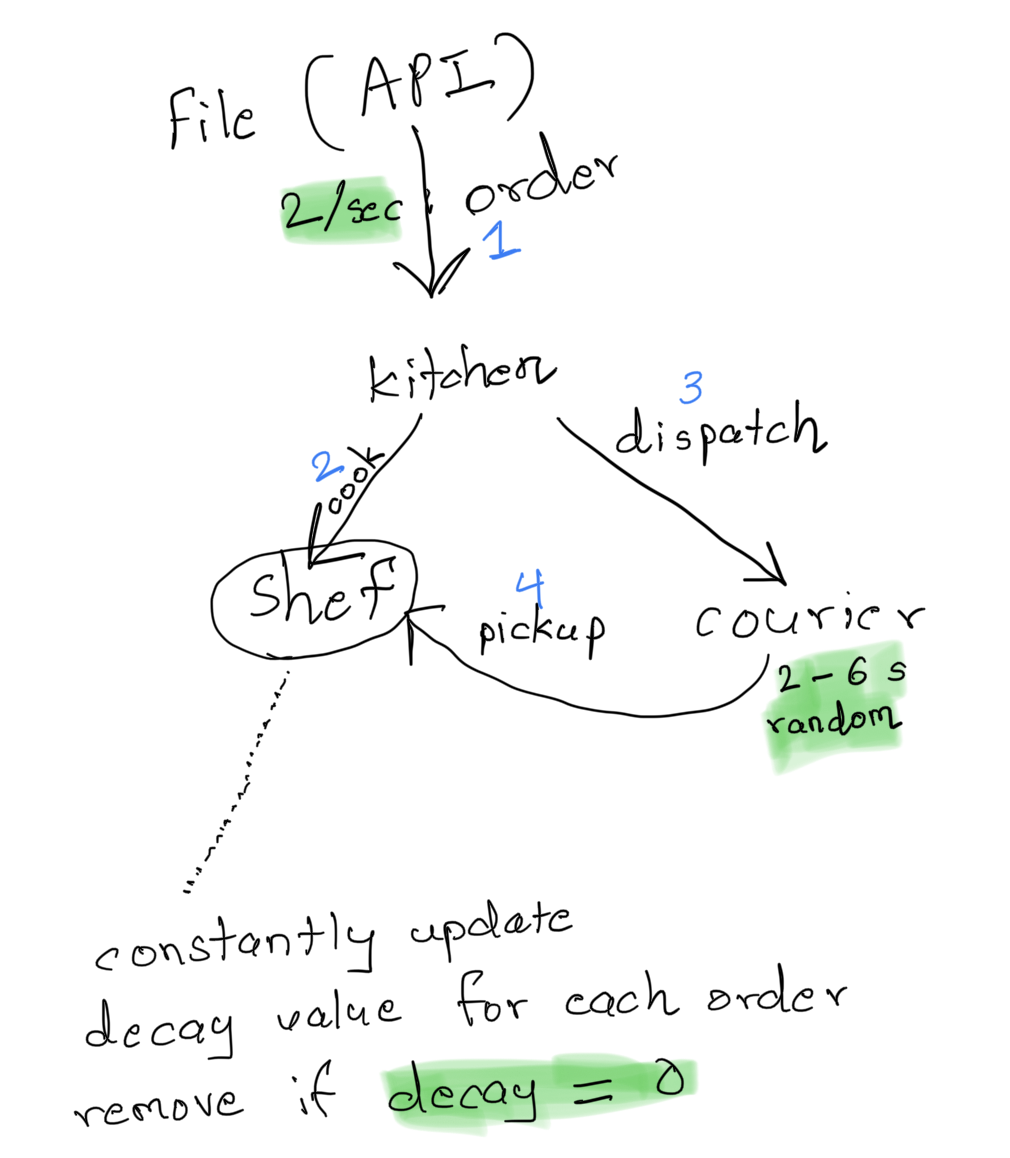 File (API)
2/sec
order
1
kitchen
3
dispatch
2
cook
Shef
4
pickup
courier
2 - 6 s
random
constantly update
decay value for each order
remove if decay = 0